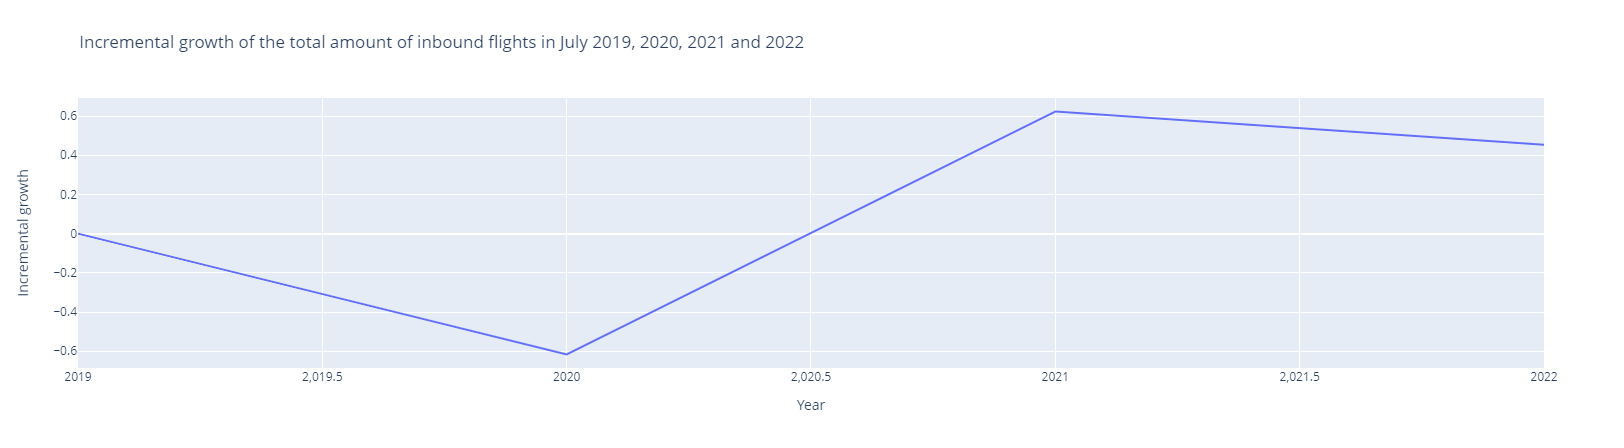 Incremental growth of the total amount of inbound flights in July 2019, 2020, 2021 and 2022
Incremental growth
0.6
0.4
0.2
0
−0.2
−0.4
−0.6
2019 2,019.5 2020 2,020.5 2021 2,021.5 2022
Year